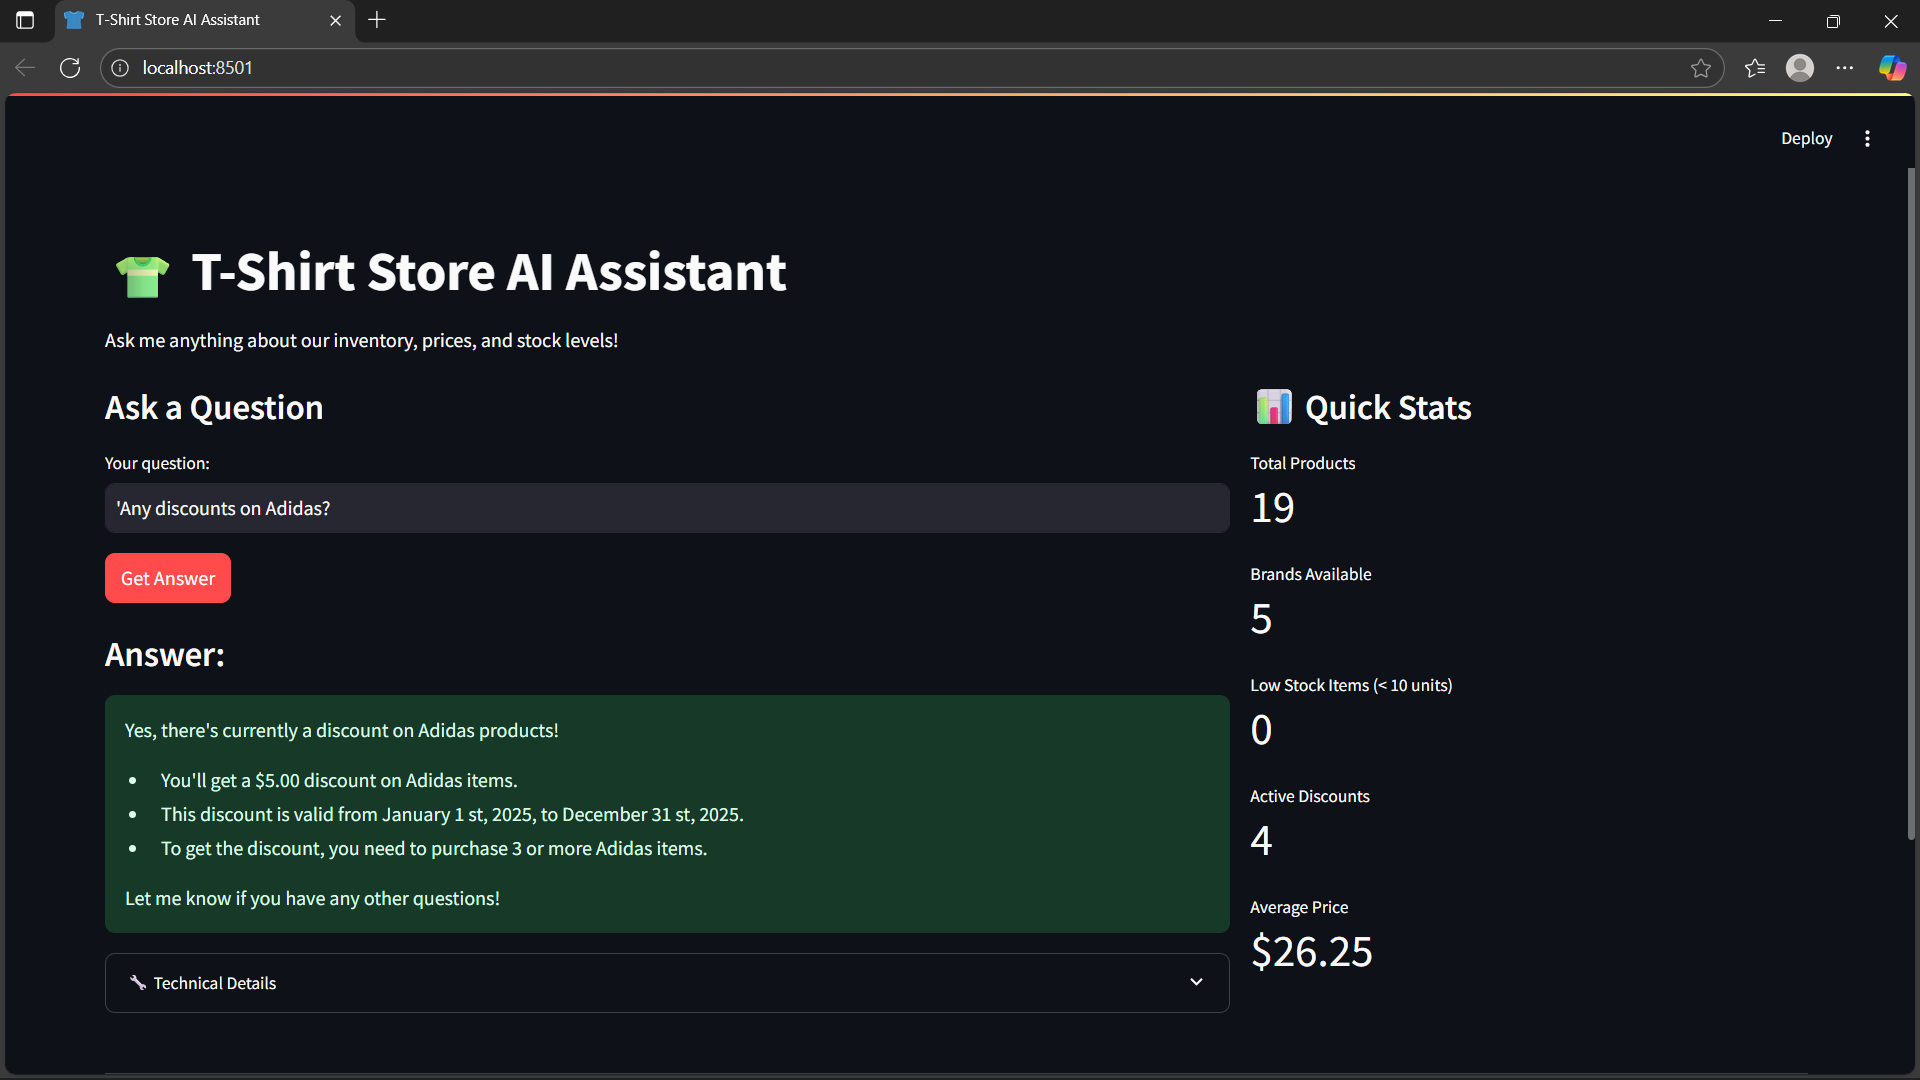 T-Shirt Store AI Assistant
localhost:8501
Deploy
T-Shirt Store AI Assistant
Ask me anything about our inventory, prices, and stock levels!
Ask a Question
Your question:
'Any discounts on Adidas?
Get Answer
Answer:
Yes, there's currently a discount on Adidas products!
• You'll get a $5.00 discount on Adidas items.
• This discount is valid from January 1 st, 2025, to December 31 st, 2025.
• To get the discount, you need to purchase 3 or more Adidas items.
Let me know if you have any other questions!
Technical Details
Quick Stats
Total Products
19
Brands Available
5
Low Stock Items (< 10 units)
0
Active Discounts
4
Average Price
$26.25